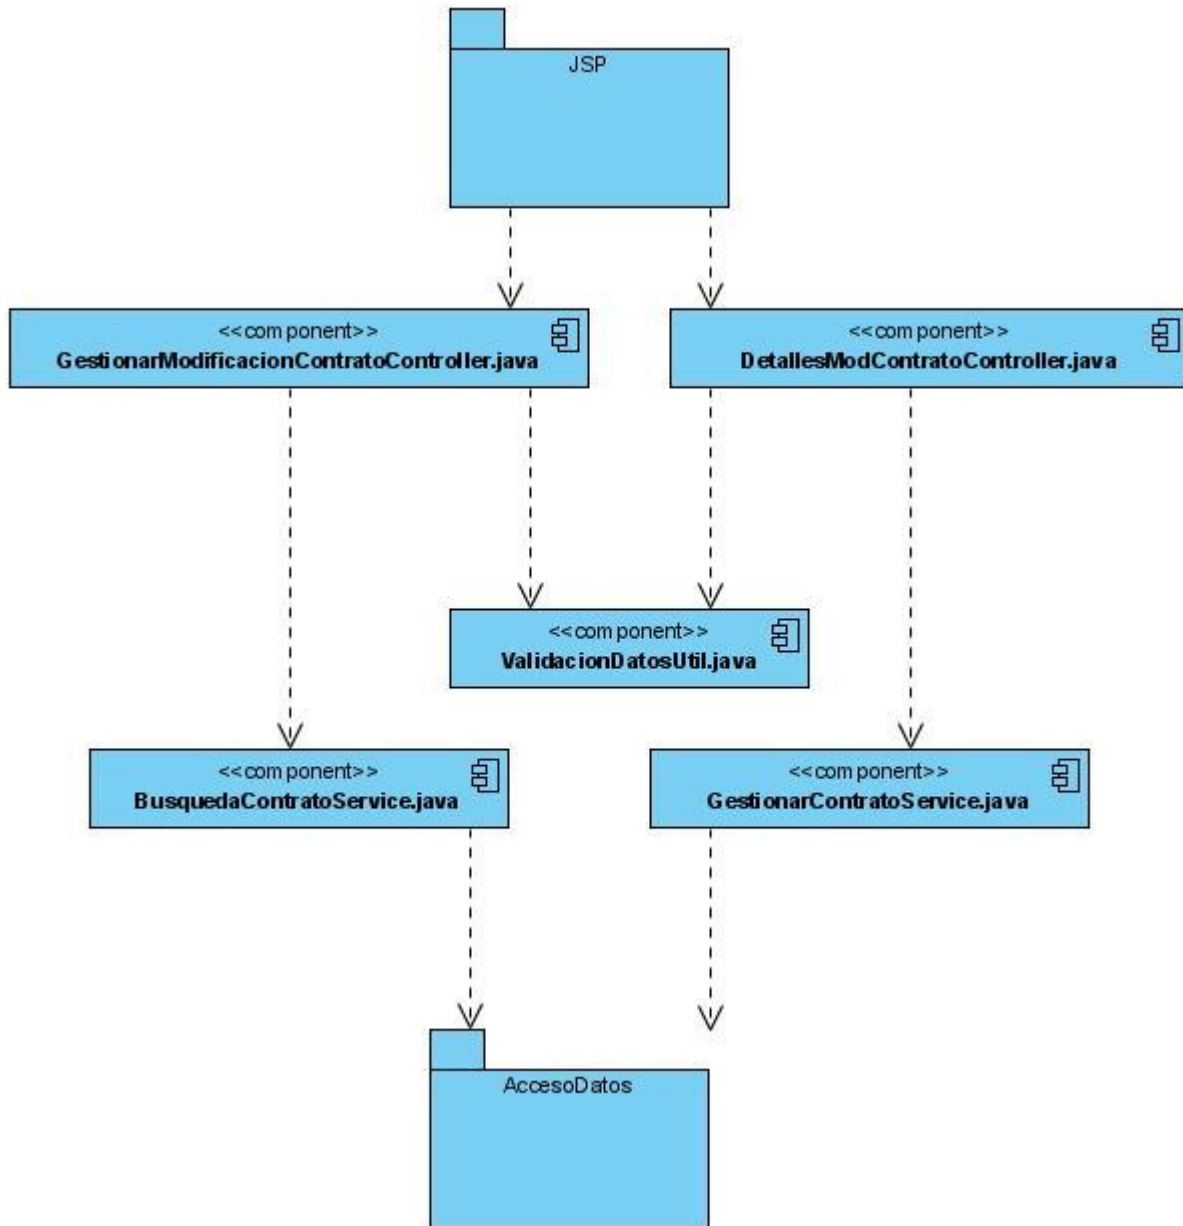 JSP
<<component>>
GestionarModificacionContratoController.java
<<component>>
DetallesModContratoController.java
<<component>>
ValidacionDatosUtil.java
<<component>>
BusquedaContratoService.java
<<component>>
GestionarContratoService.java
AccesoDatos